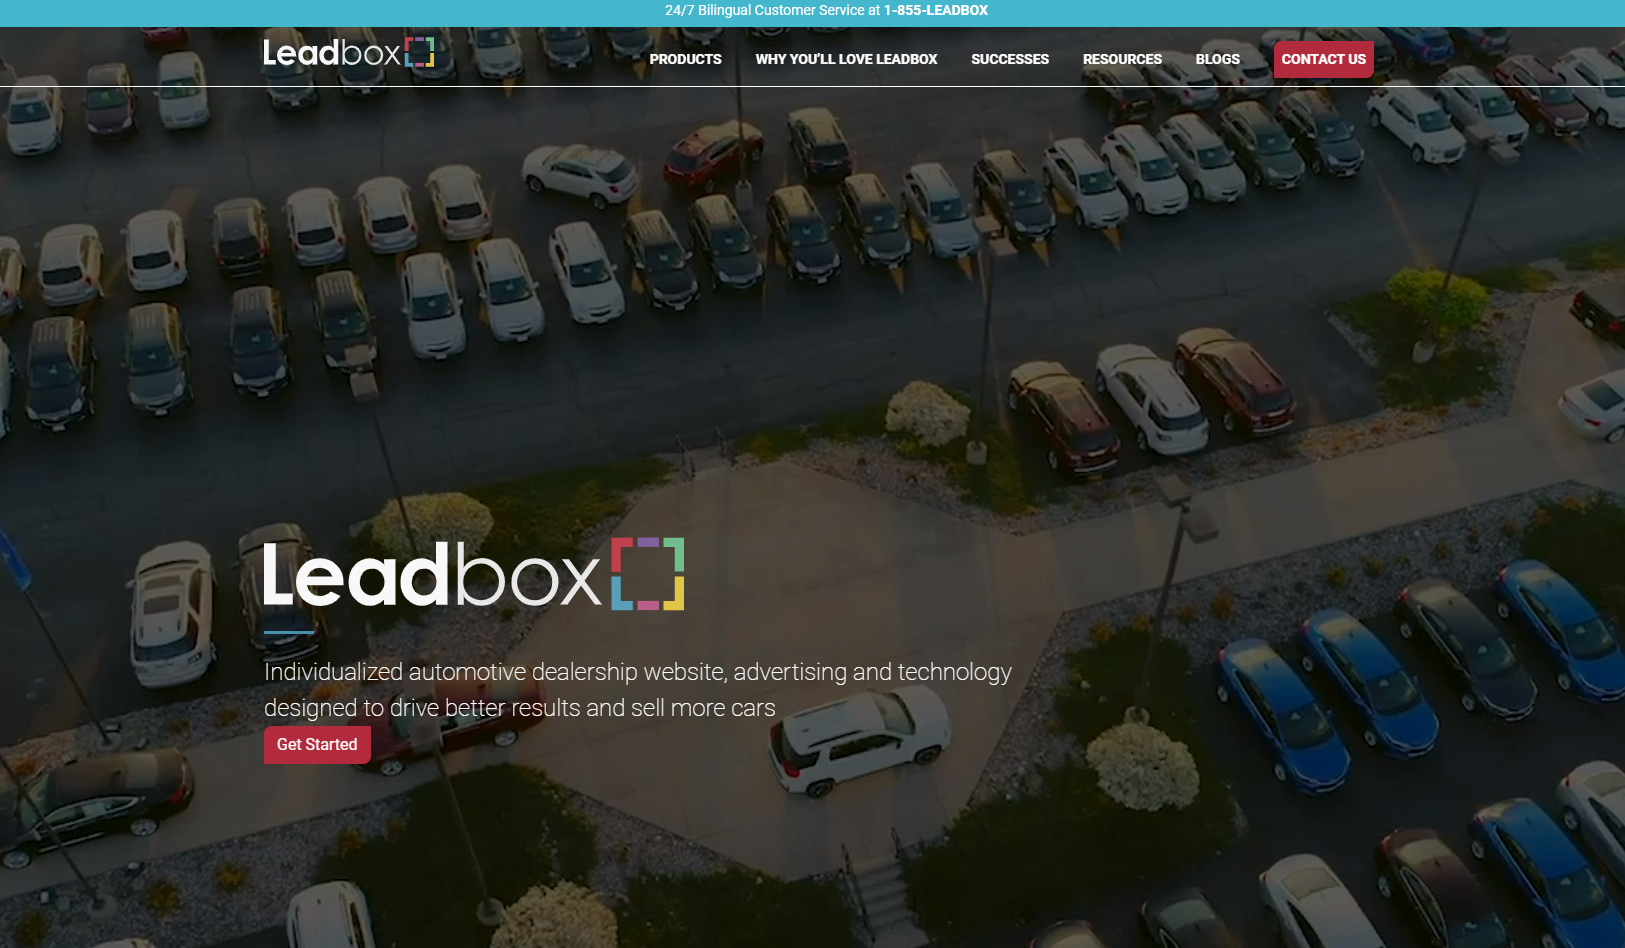 24/7 Bilingual Customer Service at 1-855-LEADBOX
Leadbox
PRODUCTS WHY YOU'LL LOVE LEADBOX SUCCESSES RESOURCES BLOGS CONTACT US
Leadbox
Individualized automotive dealership website, advertising and technology
designed to drive better results and sell more cars
Get Started